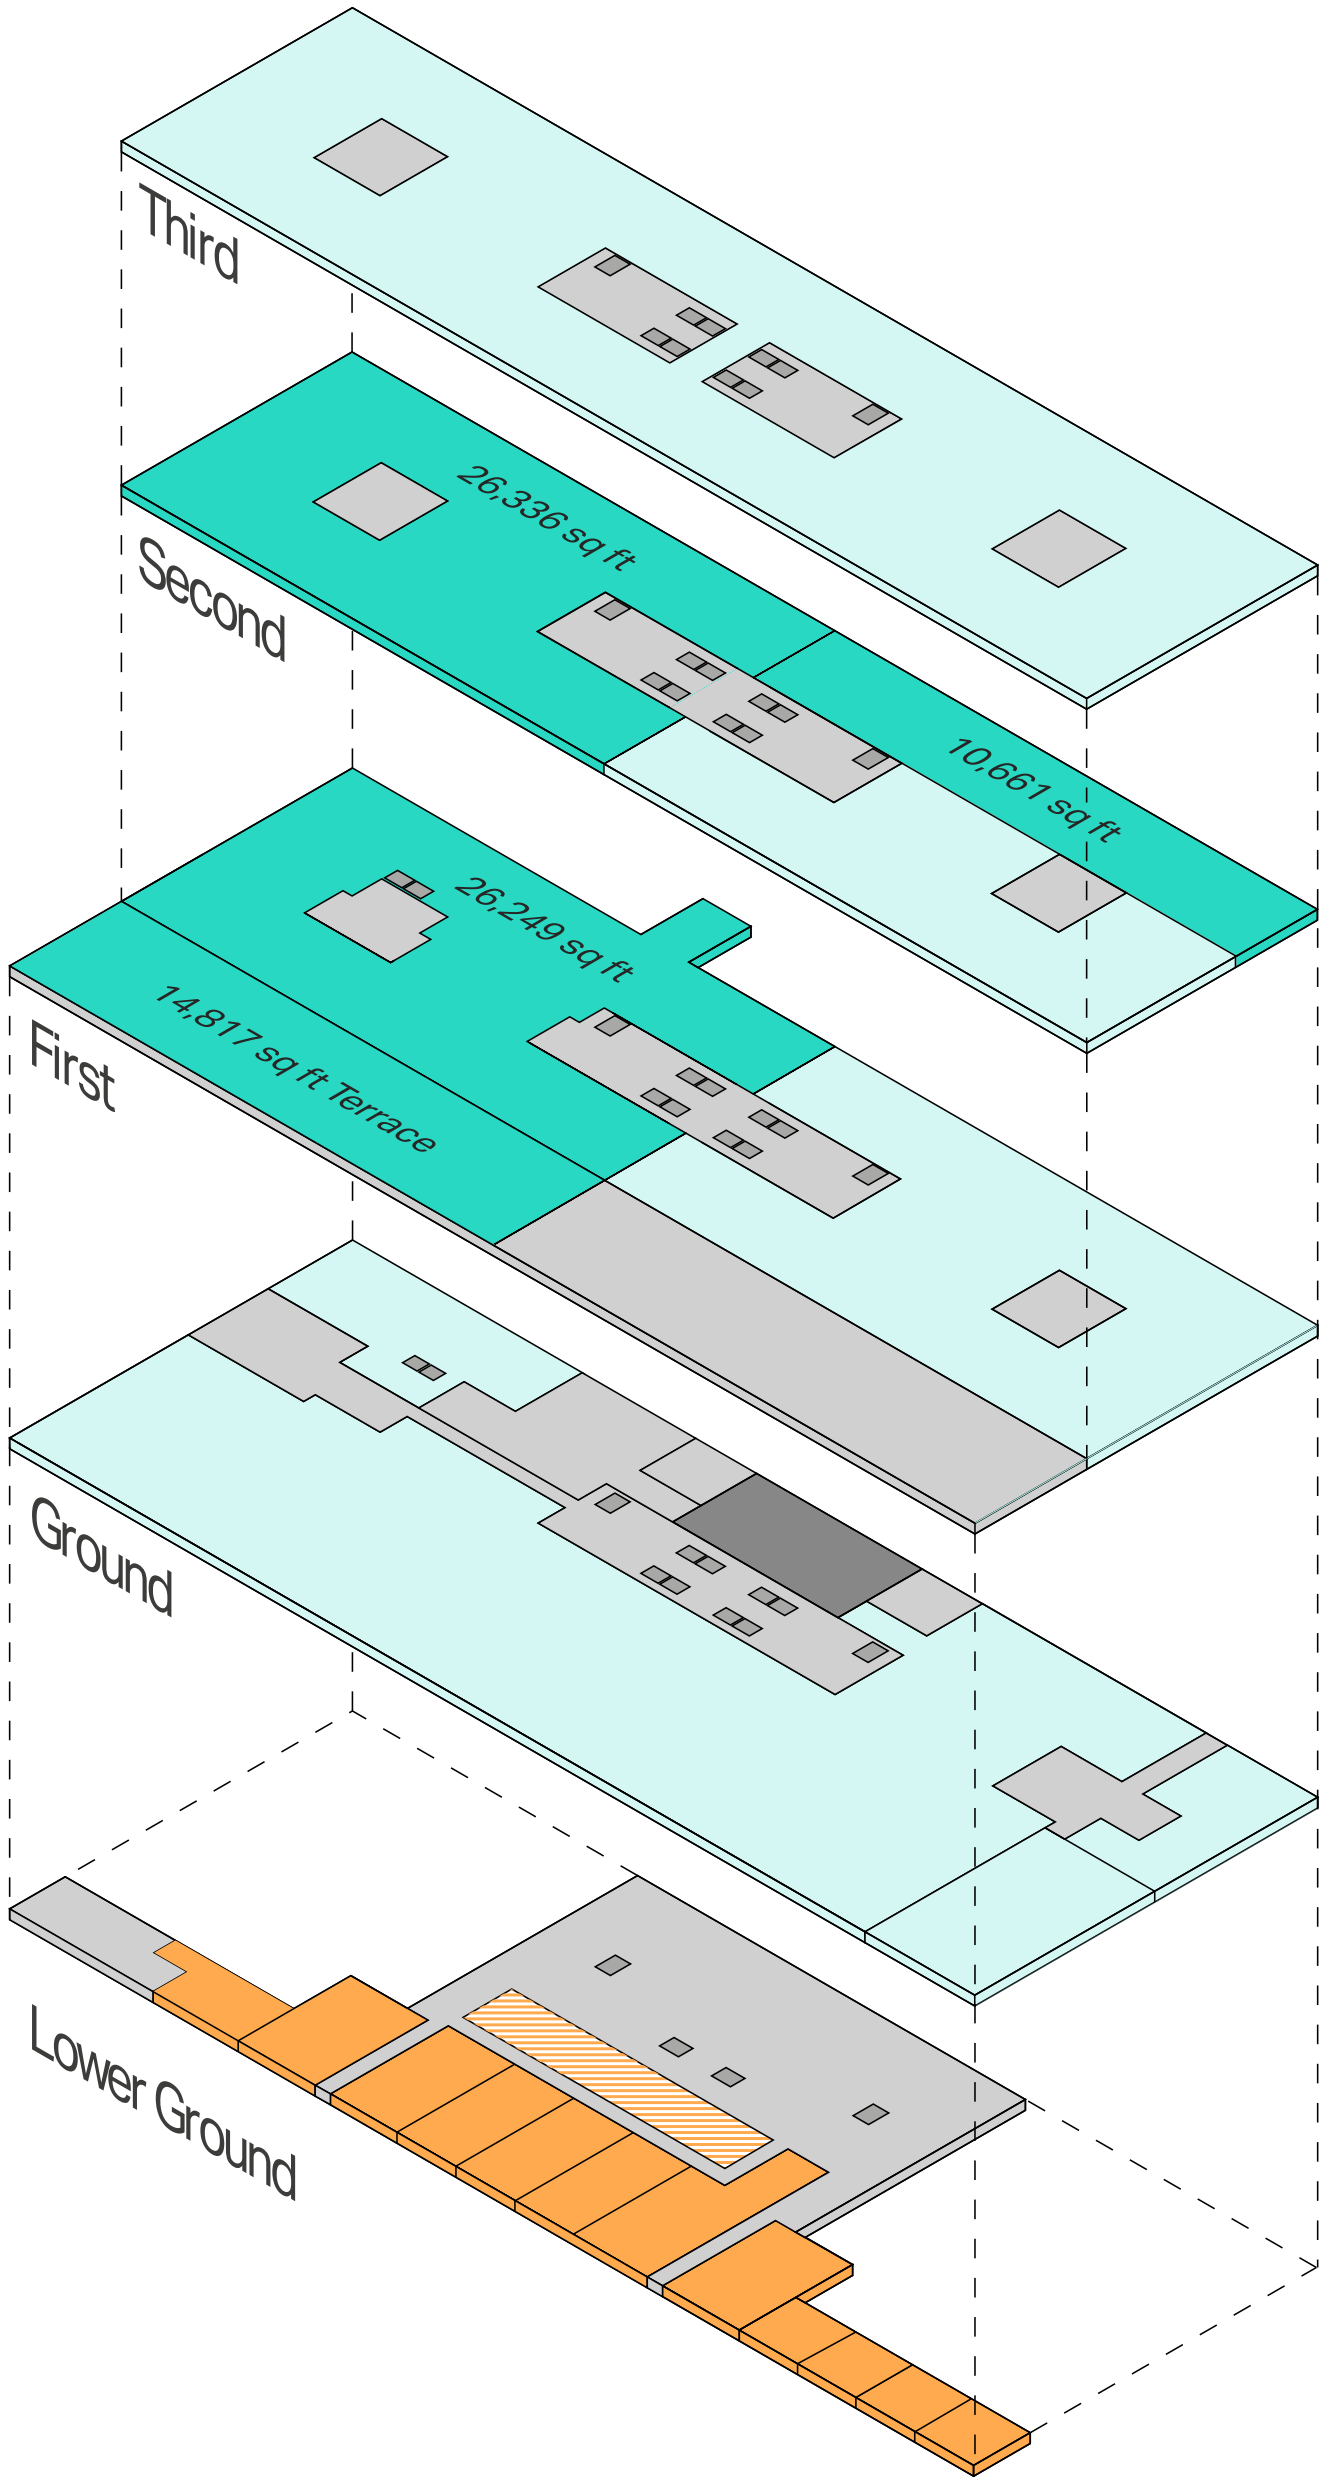 Third
26,336 sq ft
Second
10,661 sq ft
26,249 sq ft
14,817 sq ft Terrace
First
Ground
Lower Ground